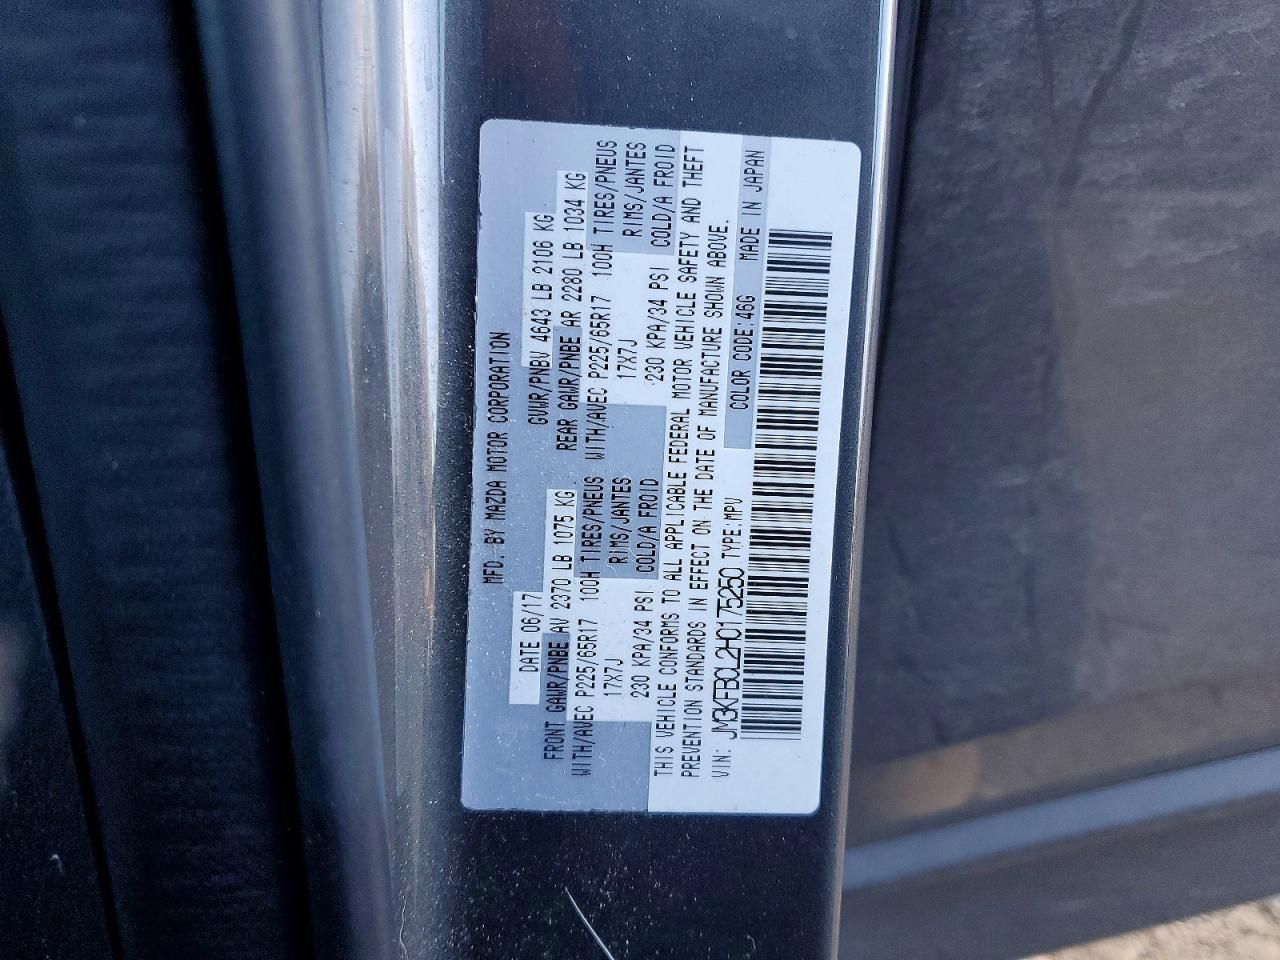 MFD. BY MAZDA MOTOR CORPORATION
DATE 06/17 GVWR/PNBV 4643 LB 2106 KG
FRONT GAWR/PNBE AV 2370 LB 1075 KG REAR GAWR/PNBE AR 2280 LB 1034 KG
WITH/AVEC P225/65R17 100H TIRES/PNEUS WITH/AVEC P225/65R17 100H TIRES/PNEUS
17X7J RIMS/JANTES 17X7J RIMS/JANTES
230 KPA/34 PSI COLD/A FROID 230 KPA/34 PSI COLD/A FROID
THIS VEHICLE CONFORMS TO ALL APPLICABLE FEDERAL MOTOR VEHICLE SAFETY AND THEFT
PREVENTION STANDARDS IN EFFECT ON THE DATE OF MANUFACTURE SHOWN ABOVE.
VIN: JM3KFBCL2H0175250 TYPE:MPV COLOR CODE:46G MADE IN JAPAN